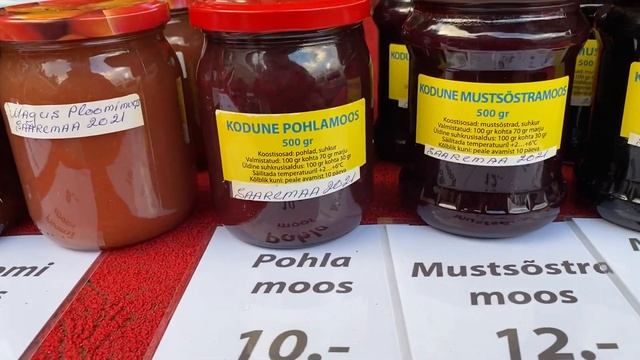 MAGUS PLOOMIMOOS
SAAREMAA 2021
KODUNE POHLAMOOS
500 gr
Koostisosad: pohlad, suhkur
Valmistatud: 100 gr kohta 70 gr marju
Üldine suhkrusisaldus: 100 gr kohta 30 gr
Säilitada temperatuuril +2...+6°C
Kõlblik kuni: peale avamist 10 päeva
SAAREMAA 2021
KODUNE MUSTSÕSTRAMOOS
500 gr
Koostisosad: mustsõstrad, suhkur
Valmistatud: 100 gr kohta 70 gr marju
Üldine suhkrusisaldus: 100 gr kohta 30 gr
Säilitada temperatuuril +2...+6°C
Kõlblik kuni: peale avamist 10 päeva
SAAREMAA 2021
omi
s
Pohla
moos
10.-
Mustsõstra
moos
12.-